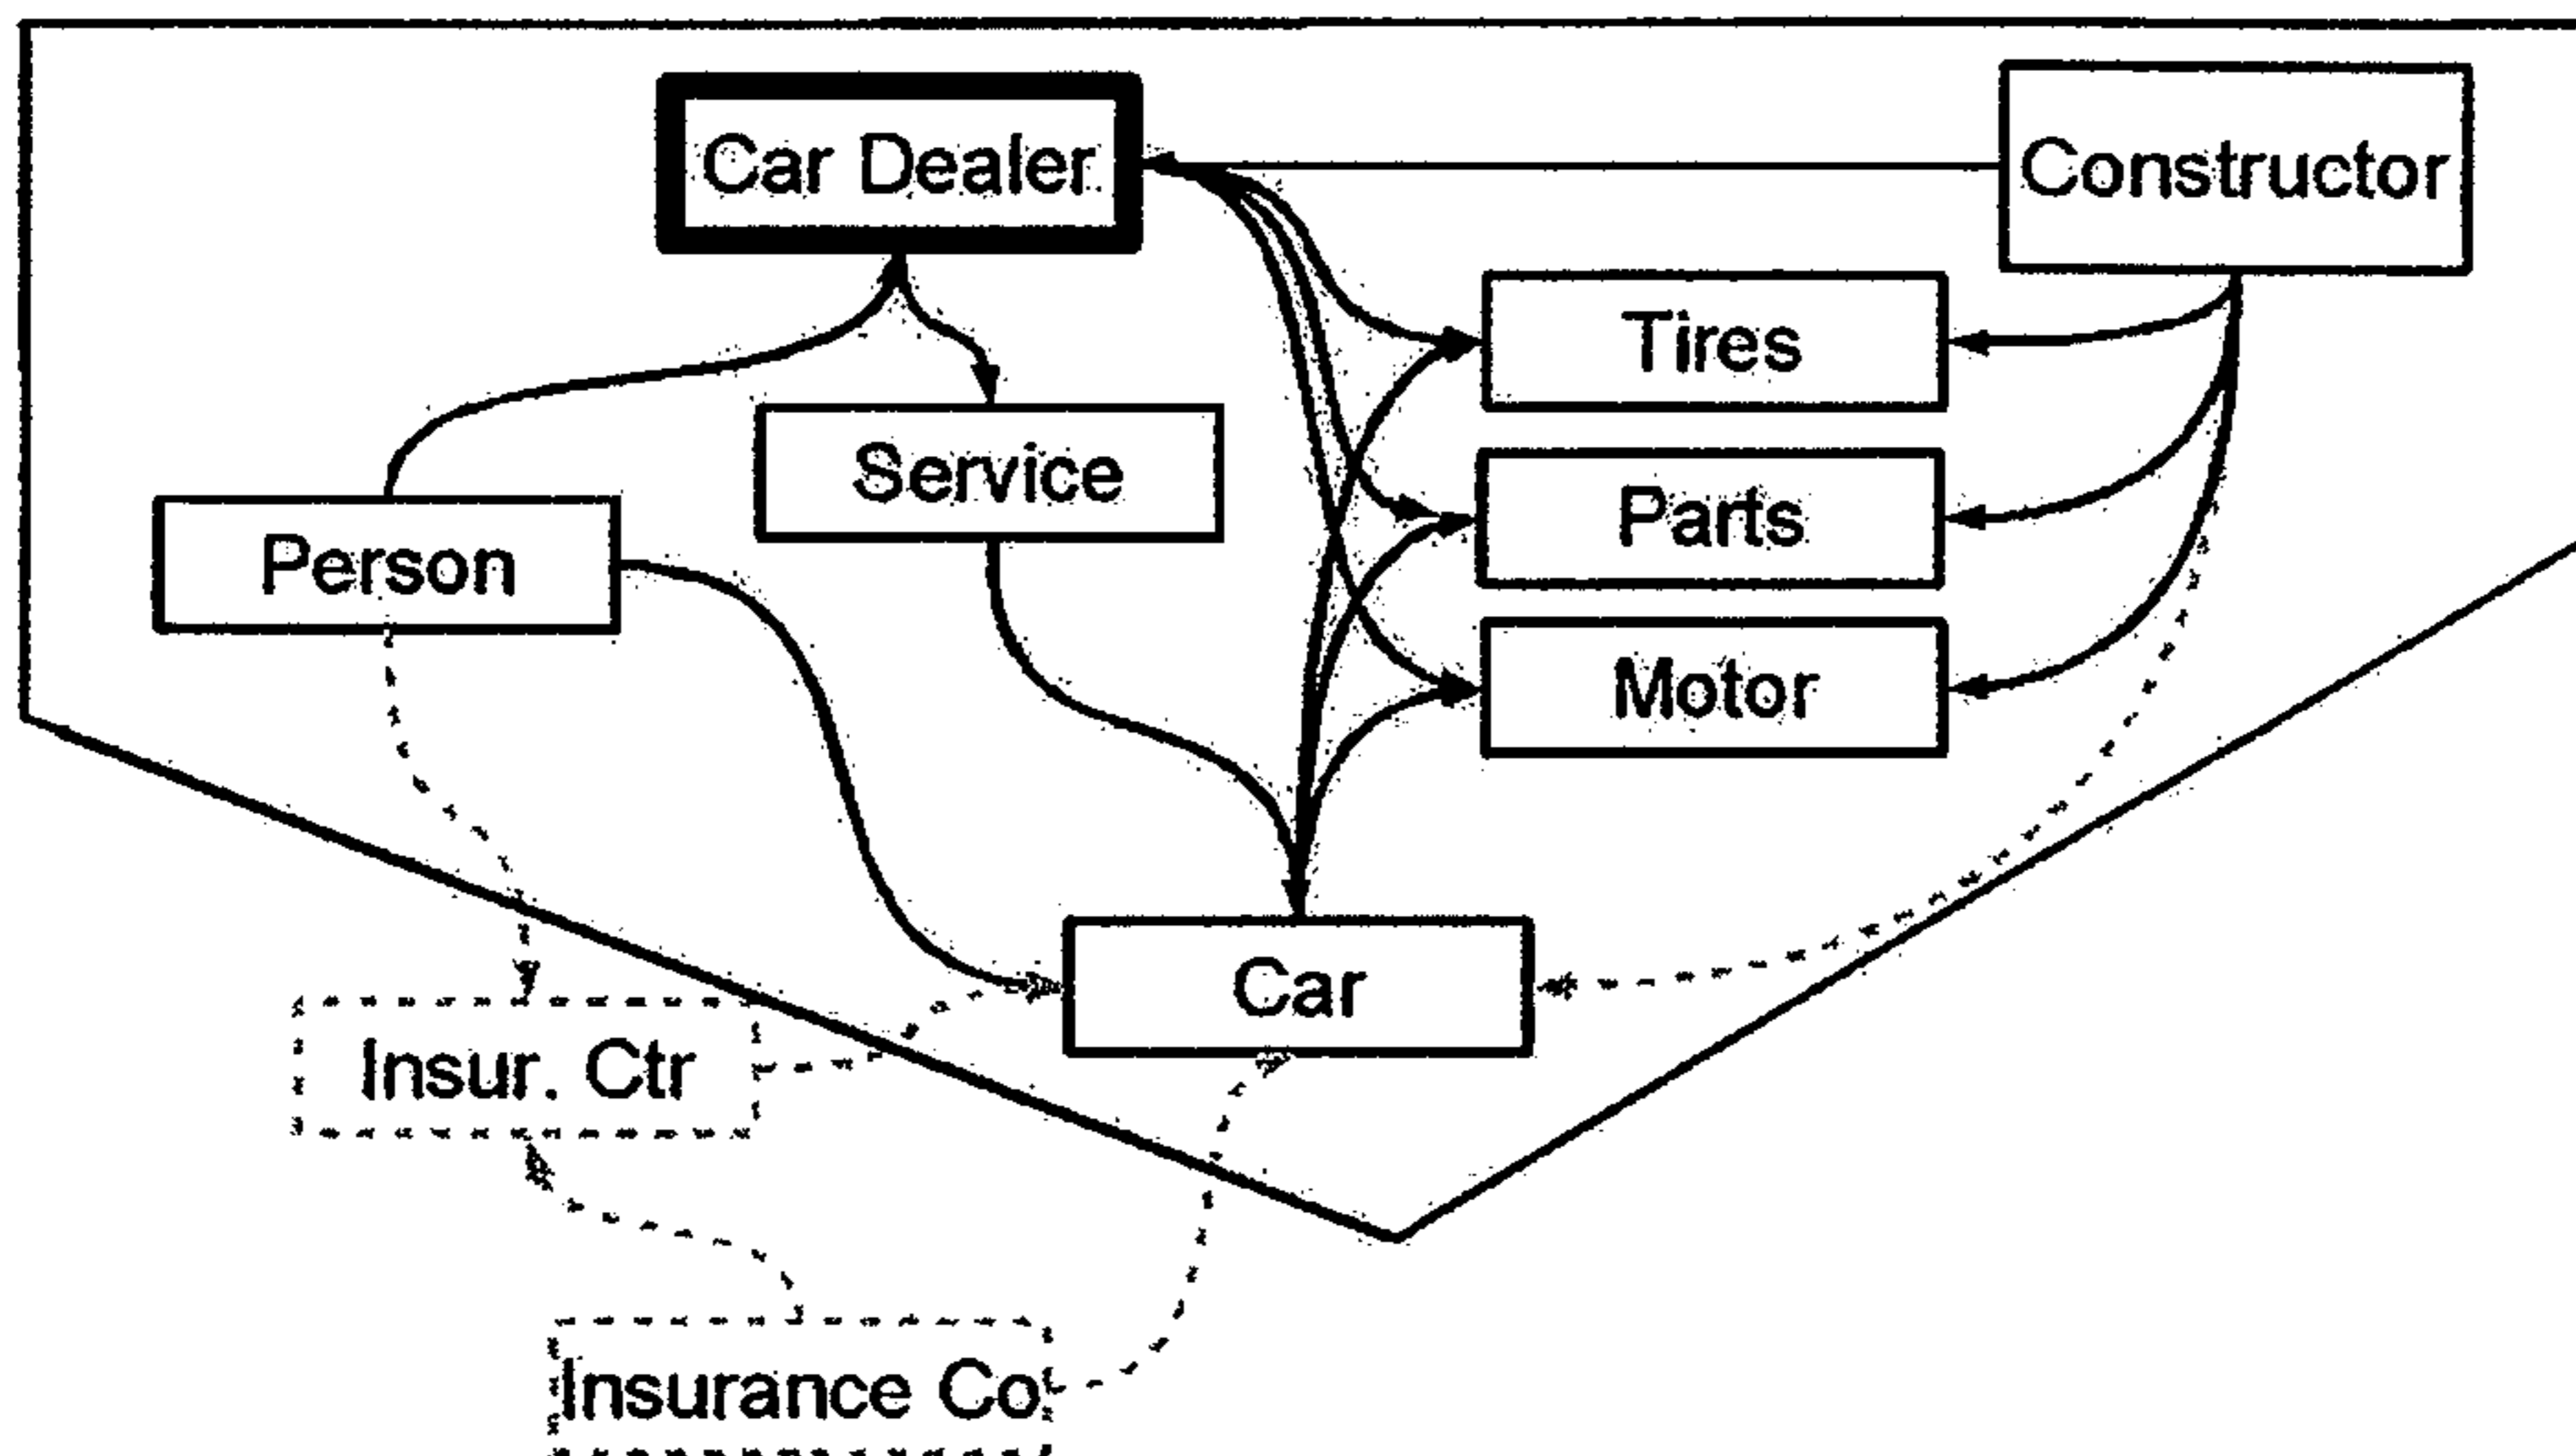 Car Dealer
Constructor
Tires
Service
Parts
Person
Motor
Car
Insur. Ctr
Insurance Co